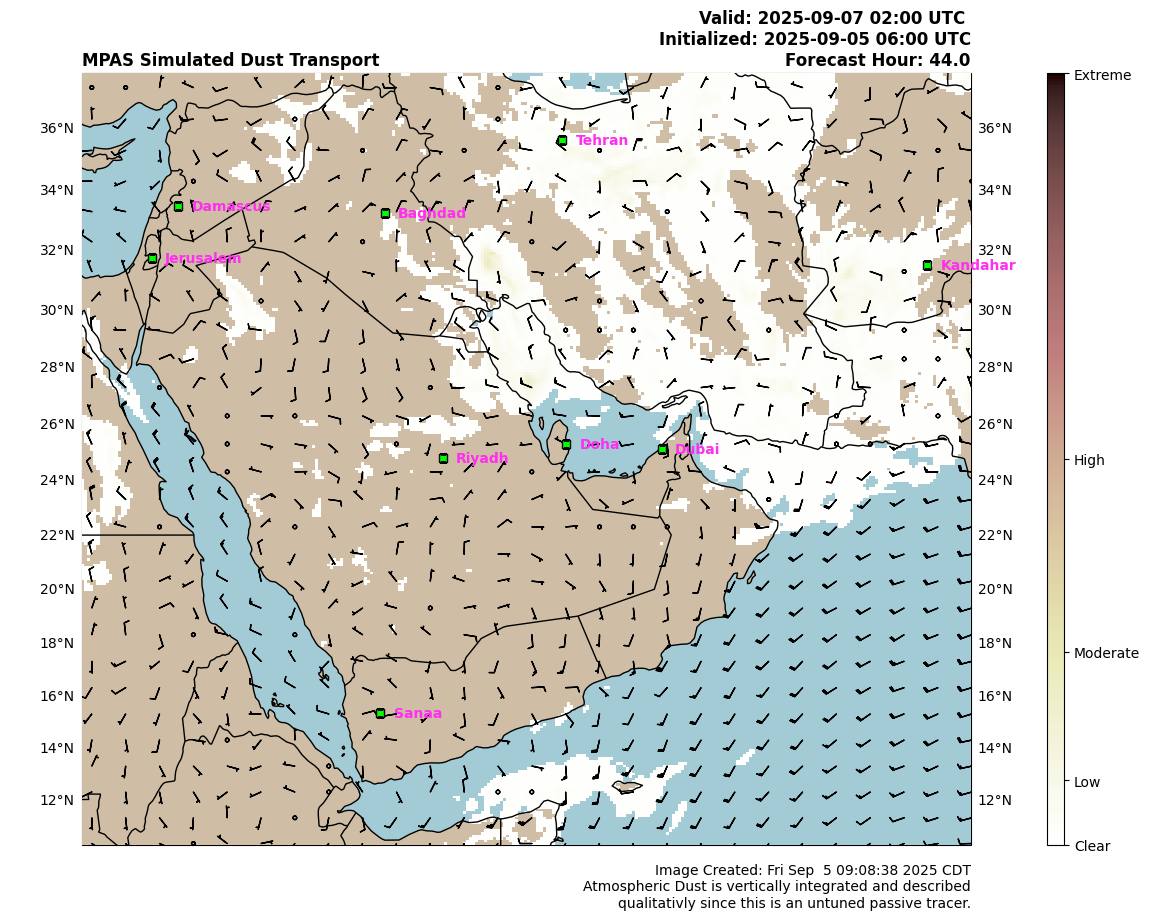 Valid: 2025-09-07 02:00 UTC
Initialized: 2025-09-05 06:00 UTC
MPAS Simulated Dust Transport Forecast Hour: 44.0
Extreme
36°N 36°N
Tehran
34°N 34°N
Damascus
Baghdad
32°N 32°N
Jerusalem Kandahar
30°N 30°N
28°N 28°N
26°N 26°N
Doha
Dubai
Riyadh High
24°N 24°N
22°N 22°N
20°N 20°N
18°N 18°N
Moderate
16°N 16°N
Sanaa
14°N 14°N
Low
12°N 12°N
Clear
Image Created: Fri Sep  5 09:08:38 2025 CDT
Atmospheric Dust is vertically integrated and described
qualitativly since this is an untuned passive tracer.